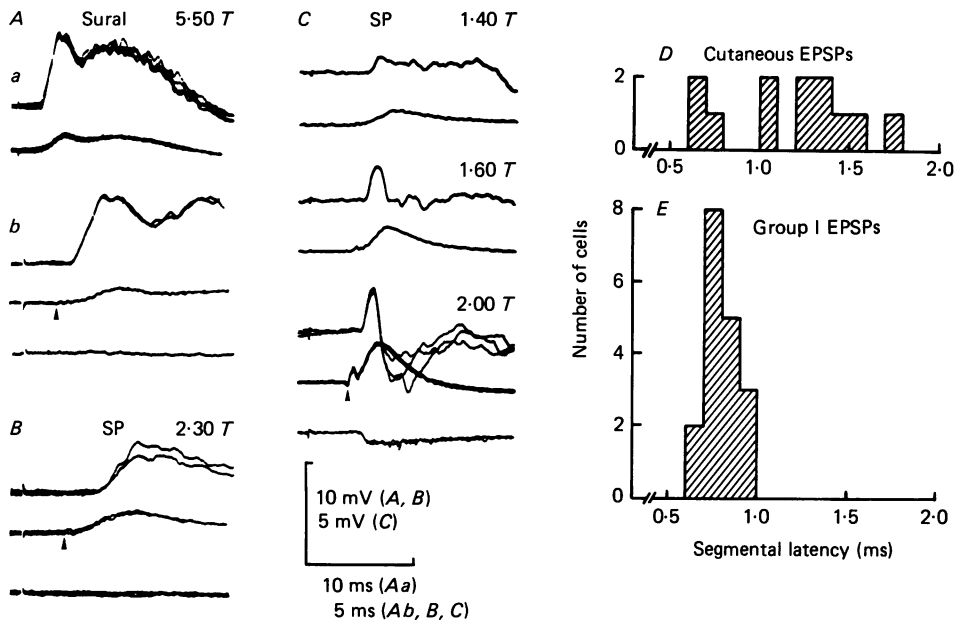 A Sural 5·50 T
a
b
B SP 2·30 T
C SP 1·40 T
1·60 T
2·00 T
10 mV (A, B)
5 mV (C)
10 ms (Aa)
5 ms (Ab, B, C)
D Cutaneous EPSPs
2
0
0·5 1·0 1·5 2·0
E Group I EPSPs
8
6
4
2
0
Number of cells
0·5 1·0 1·5 2·0
Segmental latency (ms)